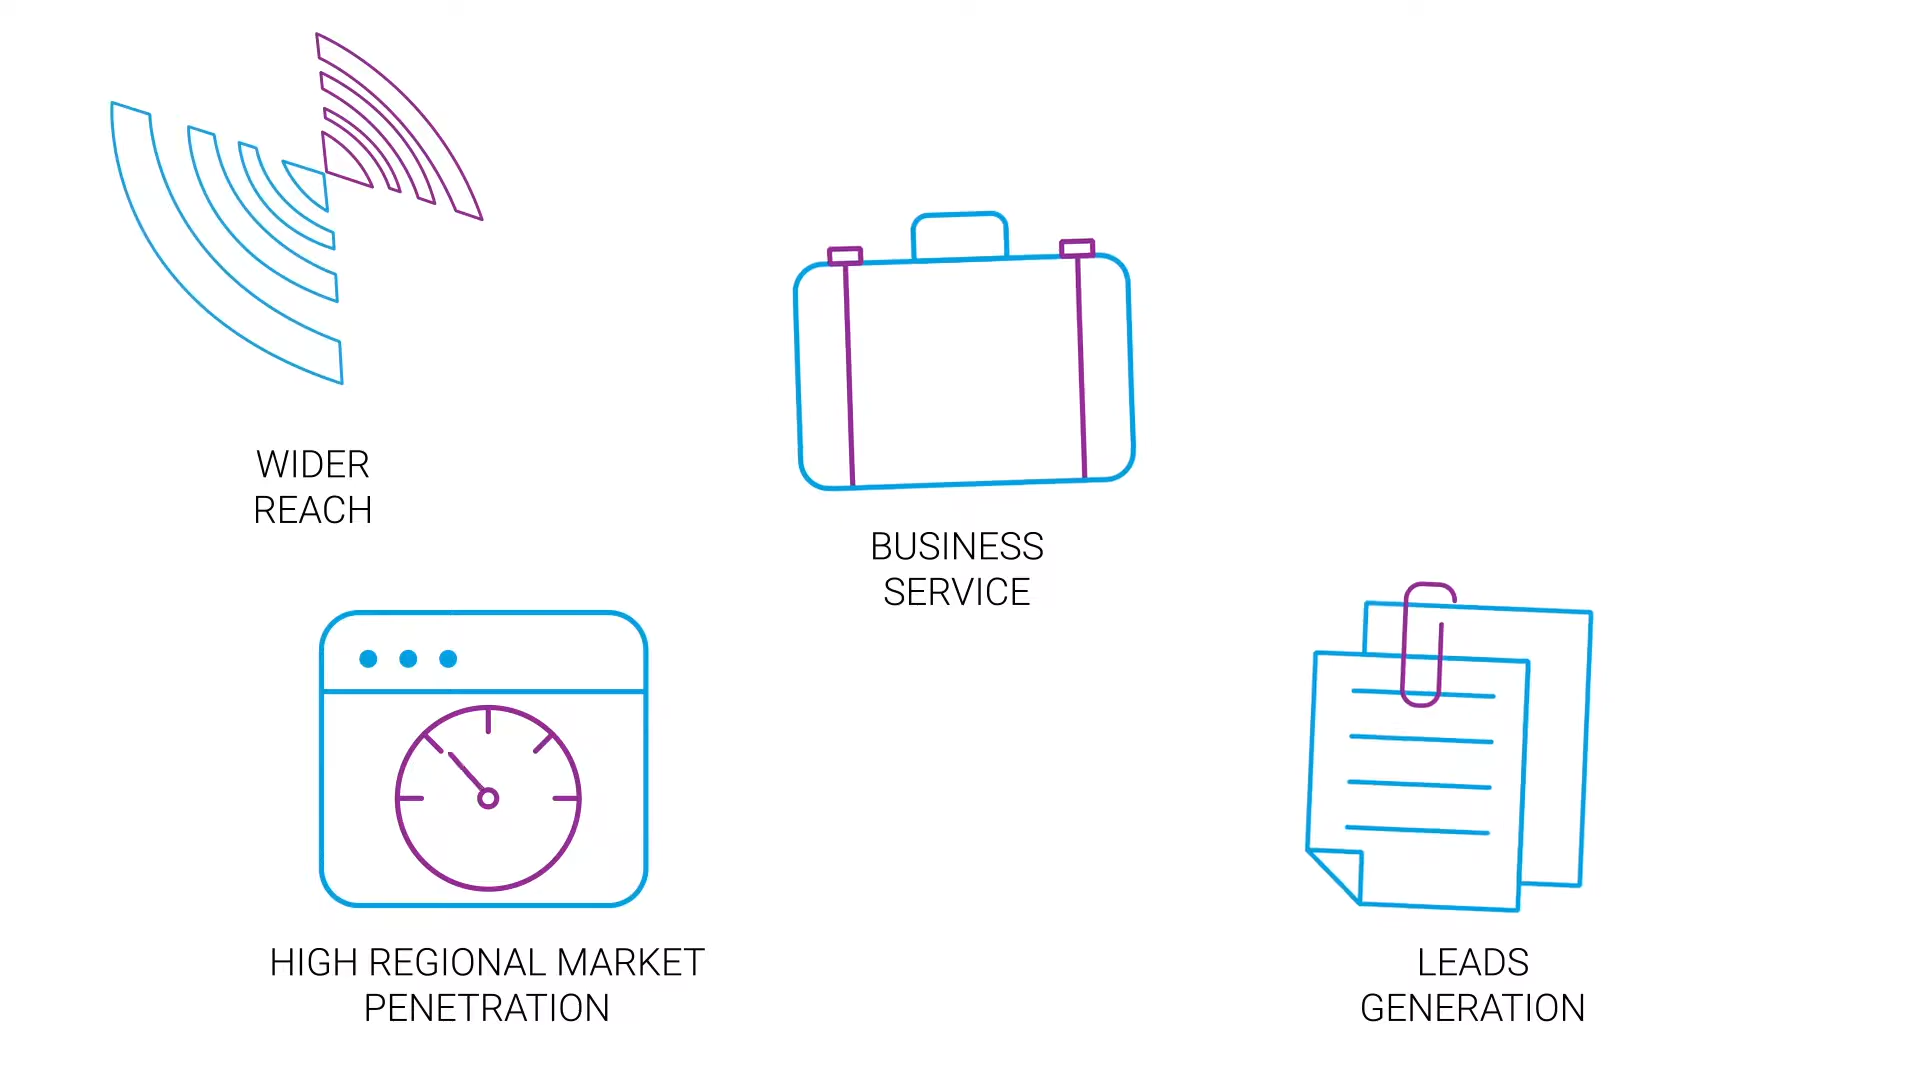 WIDER
REACH
BUSINESS
SERVICE
HIGH REGIONAL MARKET
PENETRATION
LEADS
GENERATION